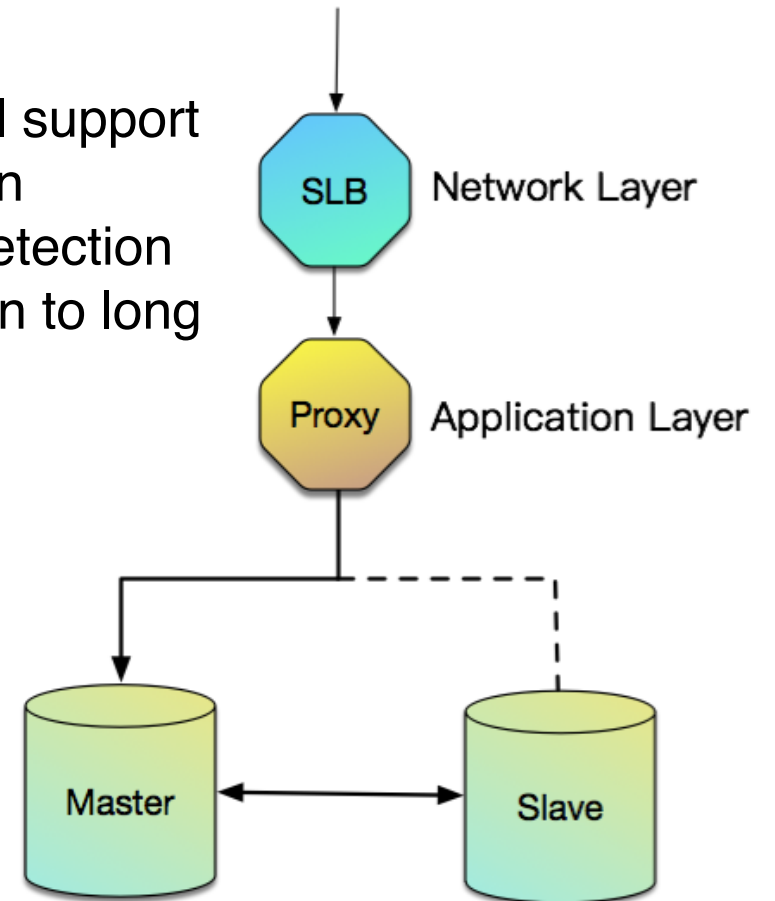 support
etection
to long
SLB
Network Layer
Proxy
Application Layer
Master
Slave